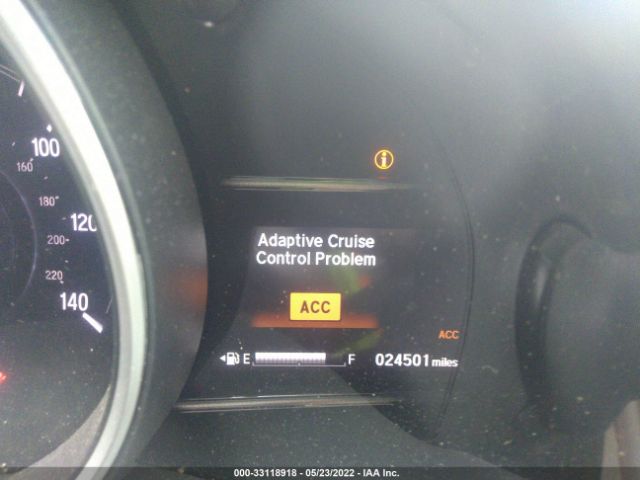 100
160
180
120
200
220
140
Adaptive Cruise
Control Problem
ACC
ACC
E F 024501 miles
000-33118918 - 05/23/2022 - IAA Inc.